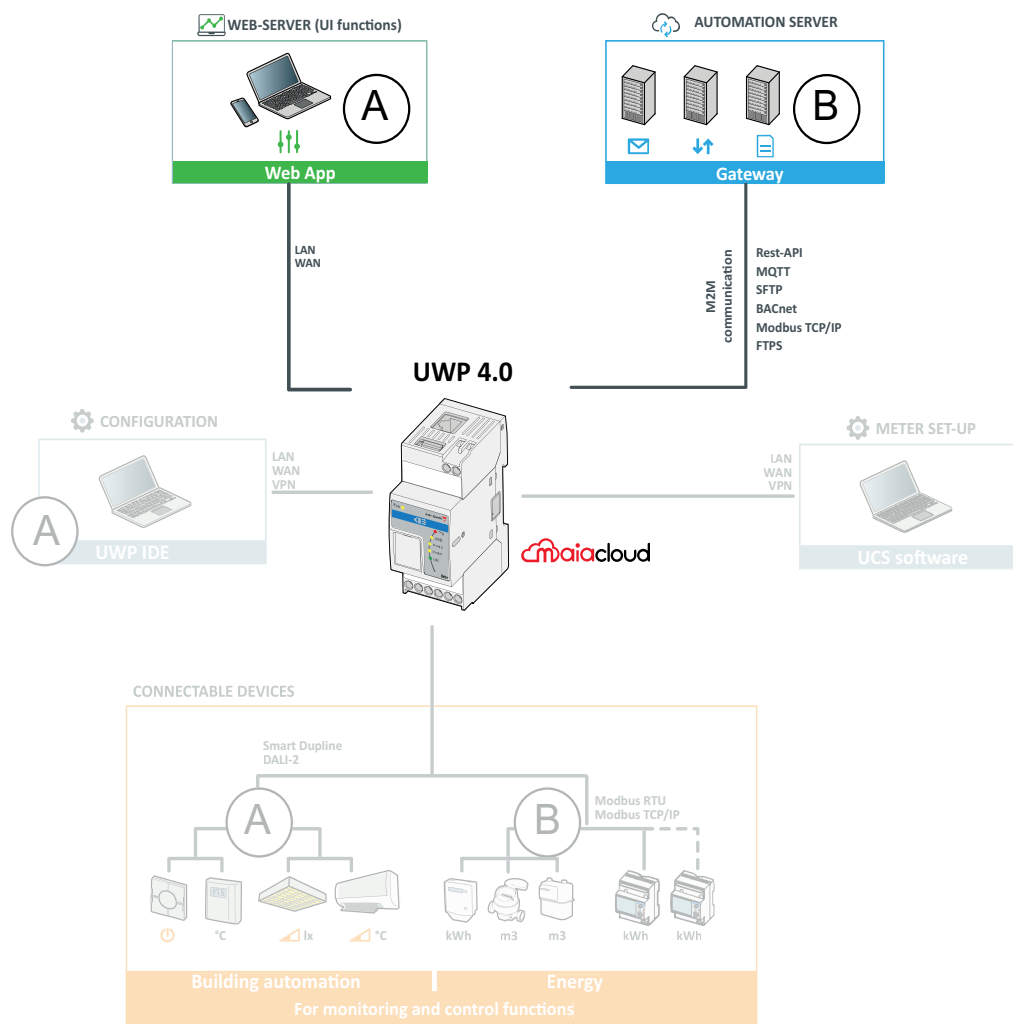 WEB-SERVER (UI functions)
AUTOMATION SERVER
A
B
Web App
Gateway
LAN
WAN
M2M
communication
Rest-API
MQTT
SFTP
BACnet
Modbus TCP/IP
FTPS
UWP 4.0
CONFIGURATION
METER SET-UP
LAN
WAN
VPN
LAN
WAN
VPN
A
UWP IDE
UCS software
maiacloud
CONNECTABLE DEVICES
Smart Dupline
DALI-2
Modbus RTU
Modbus TCP/IP
A
B
°C
lx
°C
kWh
m3
m3
kWh
kWh
Building automation
Energy
For monitoring and control functions